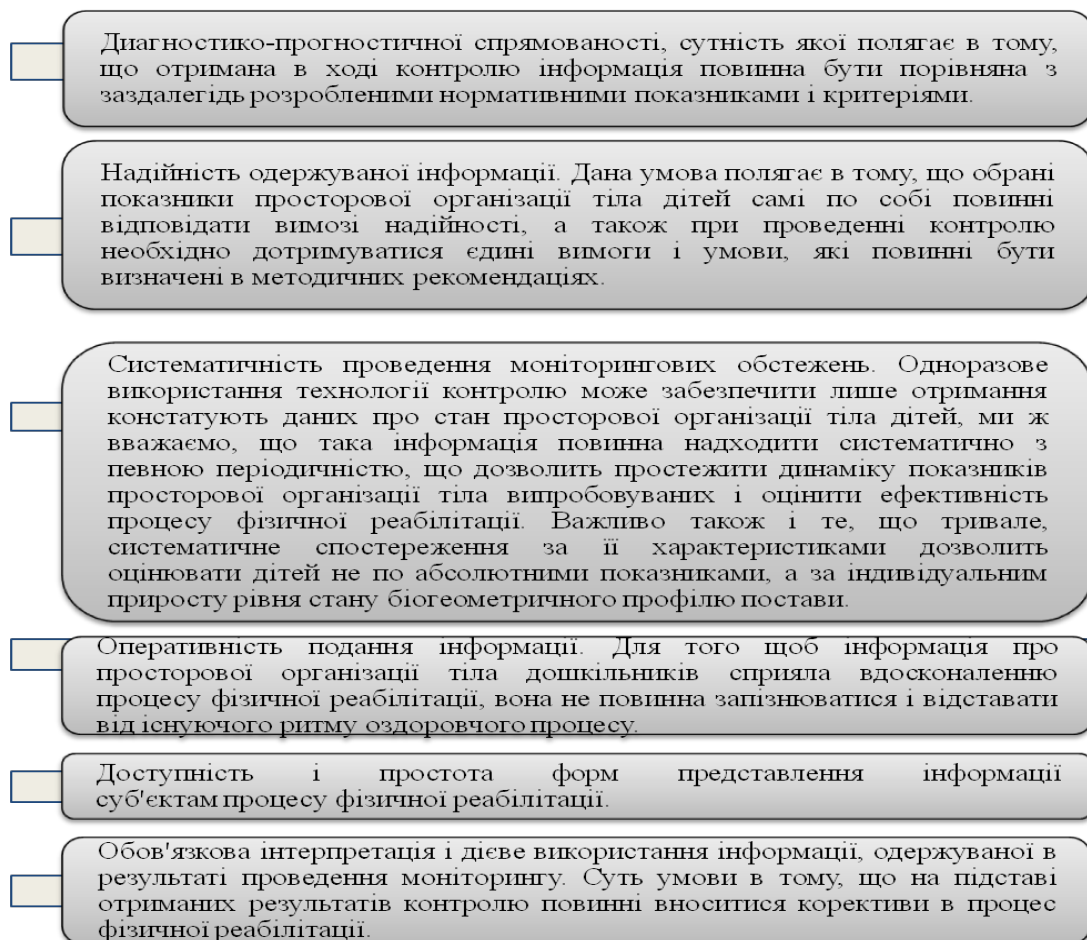 Диагностико-прогностичної спрямованості, сутність якої полягає в тому,
що отримана в ході контролю інформація повинна бути порівняна з
заздалегідь розробленими нормативними показниками і критеріями.
Надійність одержуваної інформації. Дана умова полягає в тому, що обрані
показники просторової організації тіла дітей самі по собі повинні
відповідати вимозі надійності, а також при проведенні контролю
необхідно дотримуватися єдині вимоги і умови, які повинні бути
визначені в методичних рекомендаціях.
Систематичність проведення моніторингових обстежень. Одноразове
використання технології контролю може забезпечити лише отримання
констатують даних про стан просторової організації тіла дітей, ми ж
вважаємо, що така інформація повинна надходити систематично з
певною періодичністю, що дозволить простежити динаміку показників
просторової організації тіла випробовуваних і оцінити ефективність
процесу фізичної реабілітації. Важливо також і те, що тривале,
систематичне спостереження за її характеристиками дозволить
оцінювати дітей не по абсолютними показниками, а за індивідуальним
приросту рівня стану біогеометричного профілю постави.
Оперативність подання інформації. Для того щоб інформація про
просторової організації тіла дошкільників сприяла вдосконаленню
процесу фізичної реабілітації, вона не повинна запізнюватися і відставати
від існуючого ритму оздоровчого процесу.
Доступність і простота форм представлення інформації
суб'єктам процесу фізичної реабілітації.
Обов'язкова інтерпретація і дієве використання інформації, одержуваної в
результаті проведення моніторингу. Суть умови в тому, що на підставі
отриманих результатів контролю повинні вноситися корективи в процес
фізичної реабілітації.